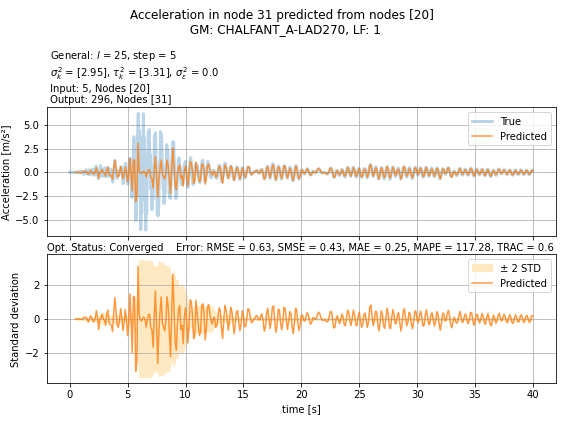 Acceleration in node 31 predicted from nodes [20]
GM: CHALFANT_A-LAD270, LF: 1
General: l = 25, step = 5
σ²ₖ = [2.95], τ²ₖ = [3.31], σ²_ε = 0.0
Input: 5, Nodes [20]
Output: 296, Nodes [31]
Acceleration [m/s²]
5.0
2.5
0.0
−2.5
−5.0
True
Predicted
Opt. Status: Converged Error: RMSE = 0.63, SMSE = 0.43, MAE = 0.25, MAPE = 117.28, TRAC = 0.6
Standard deviation
2
0
−2
± 2 STD
Predicted
0 5 10 15 20 25 30 35 40
time [s]